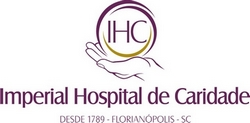 IHC
Imperial Hospital de Caridade
DESDE 1789 - FLORIANÓPOLIS - SC